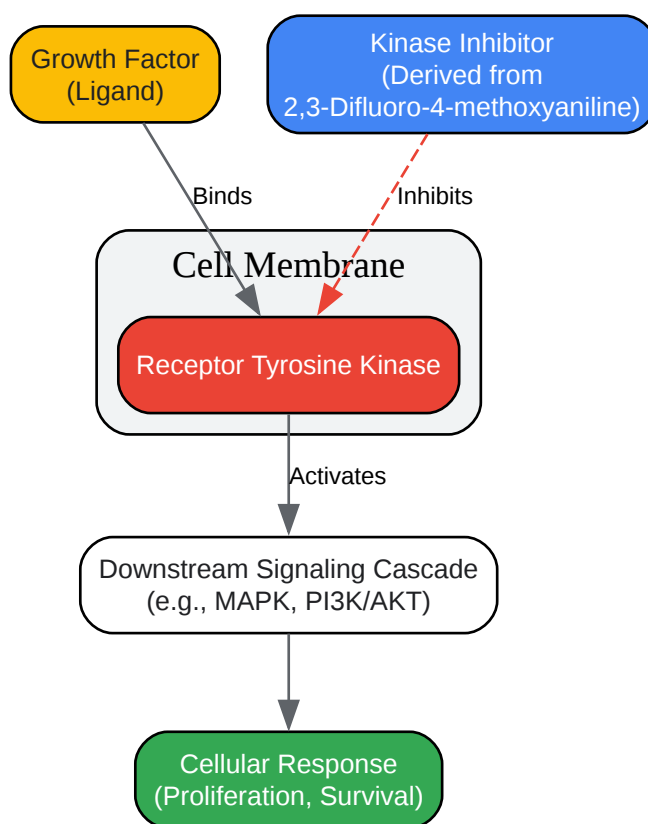 Growth Factor
(Ligand)
Kinase Inhibitor
(Derived from
2,3-Difluoro-4-methoxyaniline)
Binds
Inhibits
Cell Membrane
Receptor Tyrosine Kinase
Activates
Downstream Signaling Cascade
(e.g., MAPK, PI3K/AKT)
Cellular Response
(Proliferation, Survival)